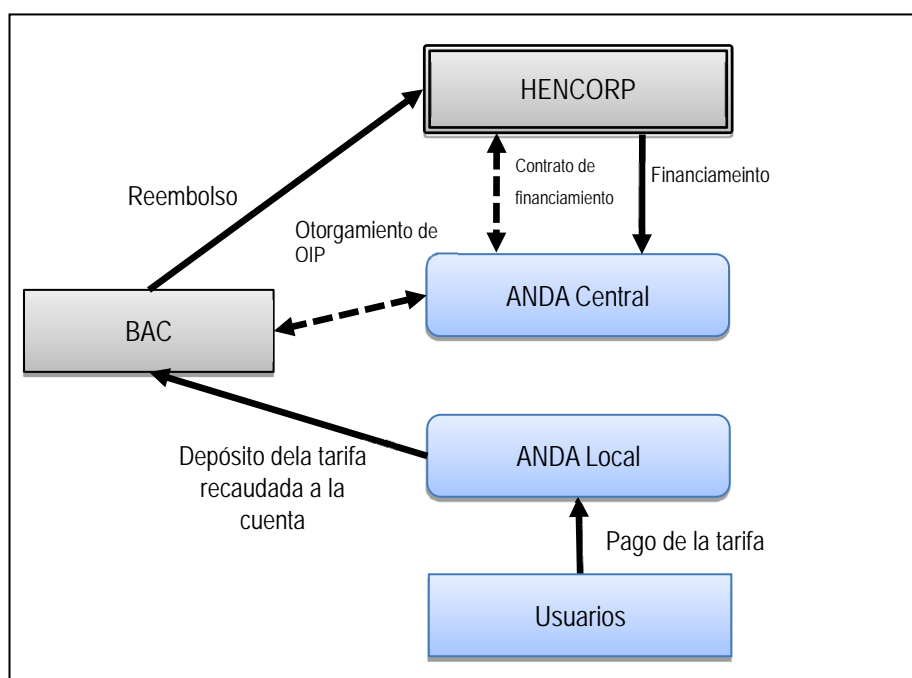 HENCORP
Contrato de
financiamiento
Financiameinto
Reembolso
Otorgamiento de
OIP
ANDA Central
BAC
ANDA Local
Depósito dela tarifa
recaudada a la
cuenta
Pago de la tarifa
Usuarios